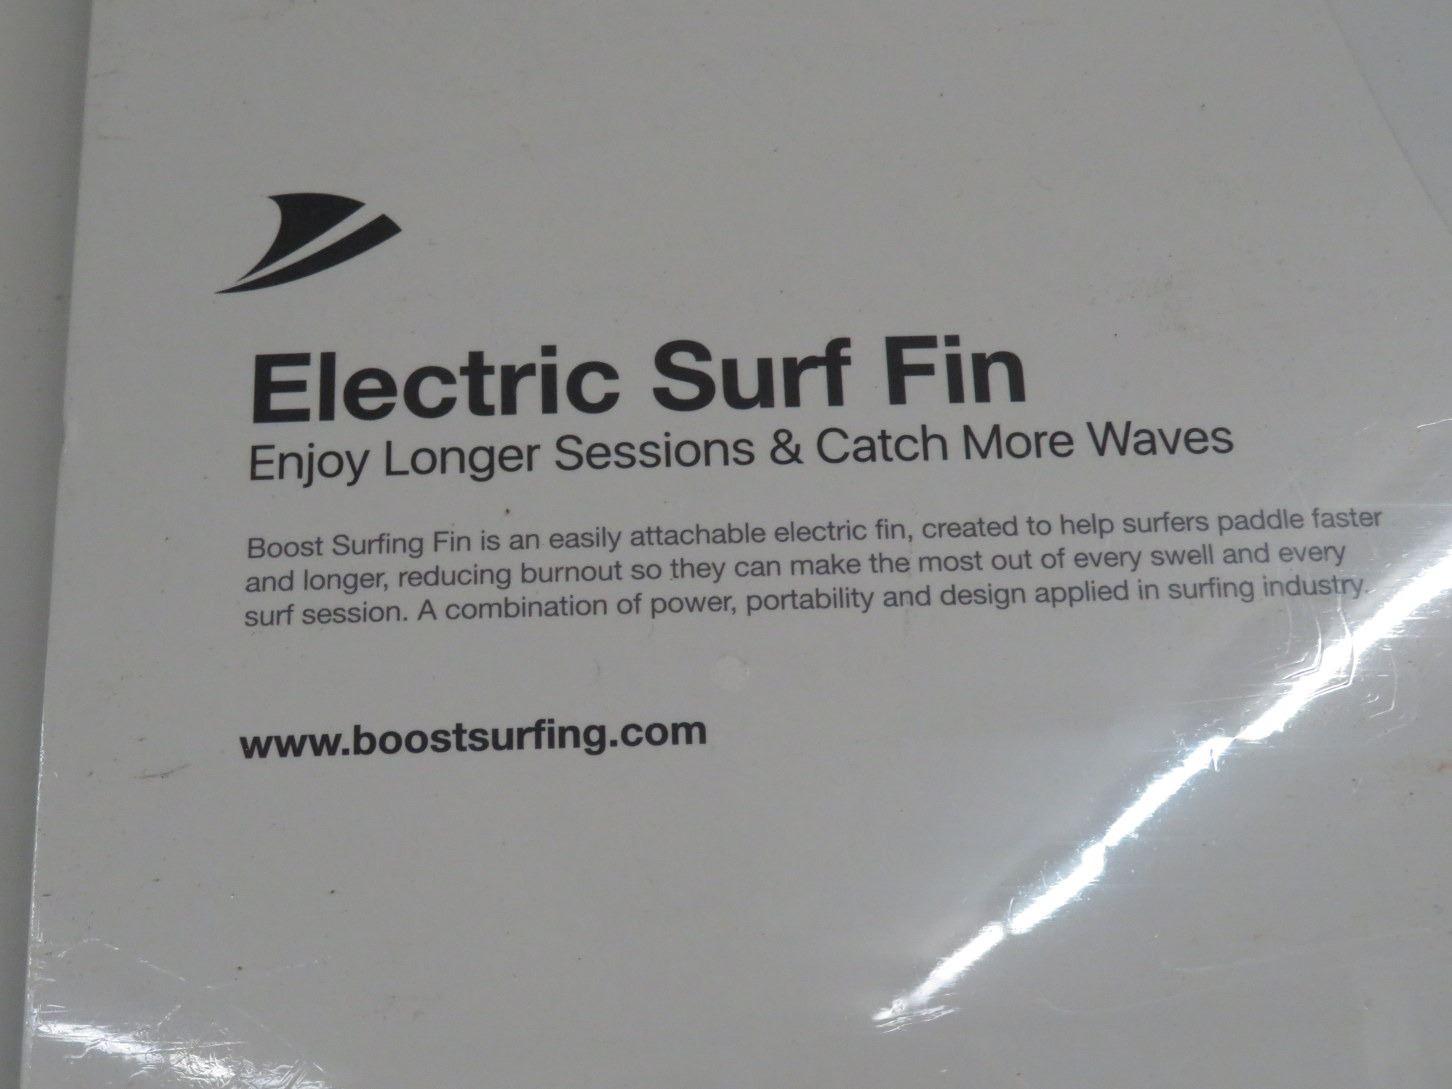 Electric Surf Fin
Enjoy Longer Sessions & Catch More Waves
Boost Surfing Fin is an easily attachable electric fin, created to help surfers paddle faster
and longer, reducing burnout so they can make the most out of every swell and every
surf session. A combination of power, portability and design applied in surfing industry.
www.boostsurfing.com